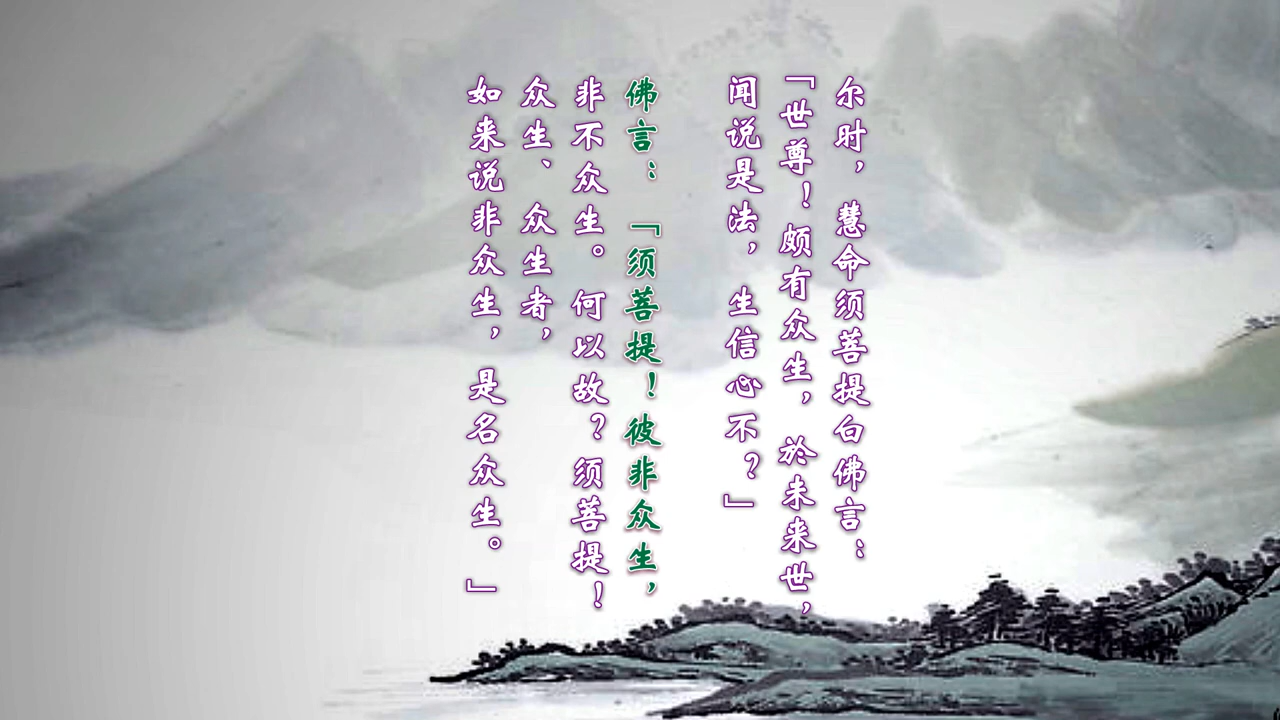 尔时，慧命须菩提白佛言：
「世尊！颇有众生，於未来世，
闻说是法，生信心不？」
佛言：「须菩提！彼非众生，
非不众生。何以故？须菩提！
众生、众生者，
如来说非众生，是名众生。」